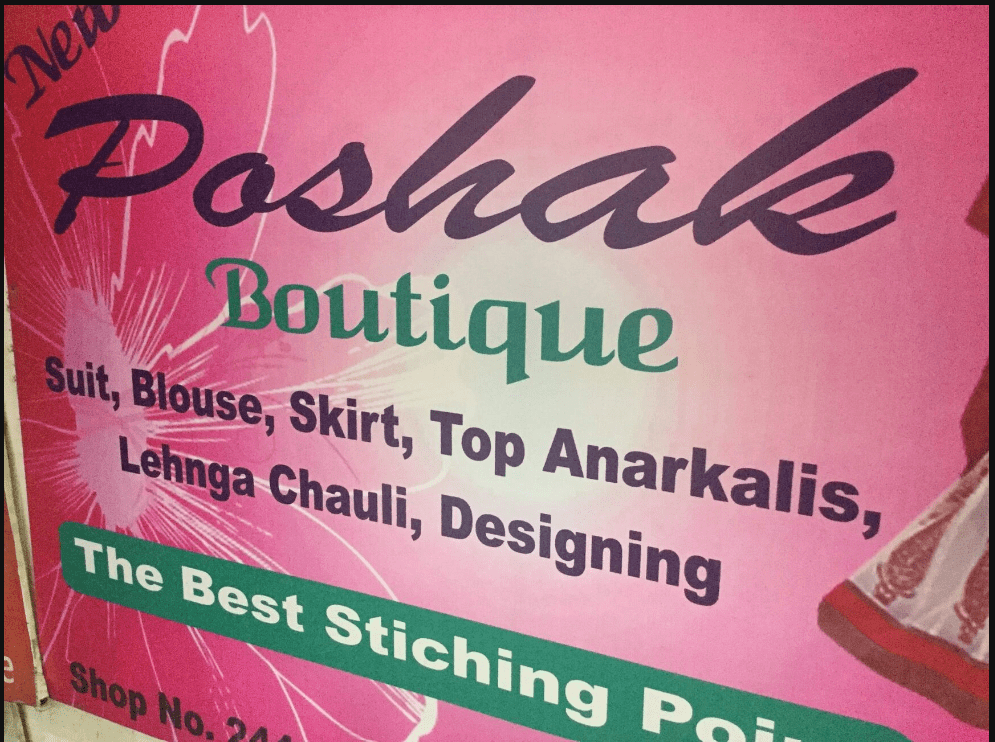 New
Poshak
Boutique
Suit, Blouse, Skirt, Top Anarkalis,
Lehnga Chauli, Designing
The Best Stiching
Shop No.